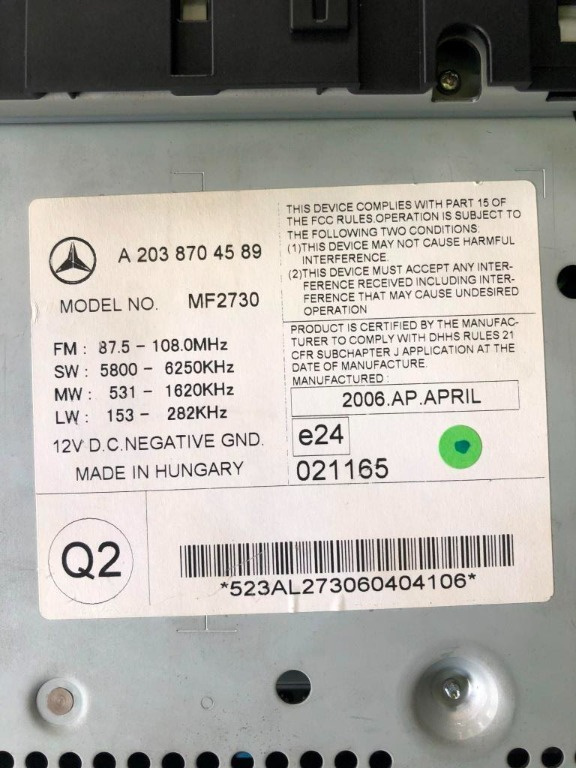 A 203 870 45 89
MODEL NO. MF2730
FM: 87.5 - 108.0MHz
SW: 5800 - 6250KHz
MW: 531 - 1620KHz
LW: 153 - 282KHz
12V D.C.NEGATIVE GND.
MADE IN HUNGARY
THIS DEVICE COMPLIES WITH PART 15 OF
THE FCC RULES.OPERATION IS SUBJECT TO
THE FOLLOWING TWO CONDITIONS:
(1)THIS DEVICE MAY NOT CAUSE HARMFUL
INTERFERENCE.
(2)THIS DEVICE MUST ACCEPT ANY INTER-
FERENCE RECEIVED INCLUDING INTER-
FERENCE THAT MAY CAUSE UNDESIRED
OPERATION
PRODUCT IS CERTIFIED BY THE MANUFAC-
TURER TO COMPLY WITH DHHS RULES 21
CFR SUBCHAPTER J APPLICATION AT THE
DATE OF MANUFACTURE.
MANUFACTURED :
2006.AP.APRIL
e24
021165
Q2
*523AL273060404106*